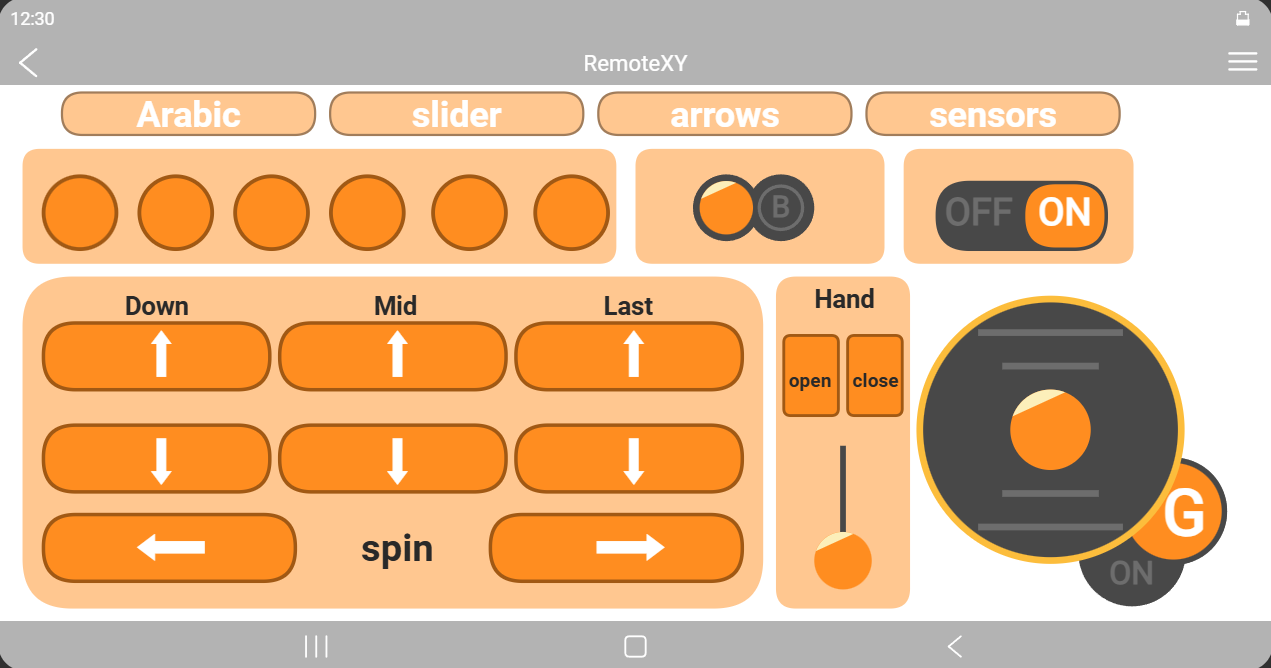 12:30
RemoteXY
Arabic
slider
arrows
sensors
B
OFF ON
Down
Mid
Last
Hand
open
close
spin
G
ON